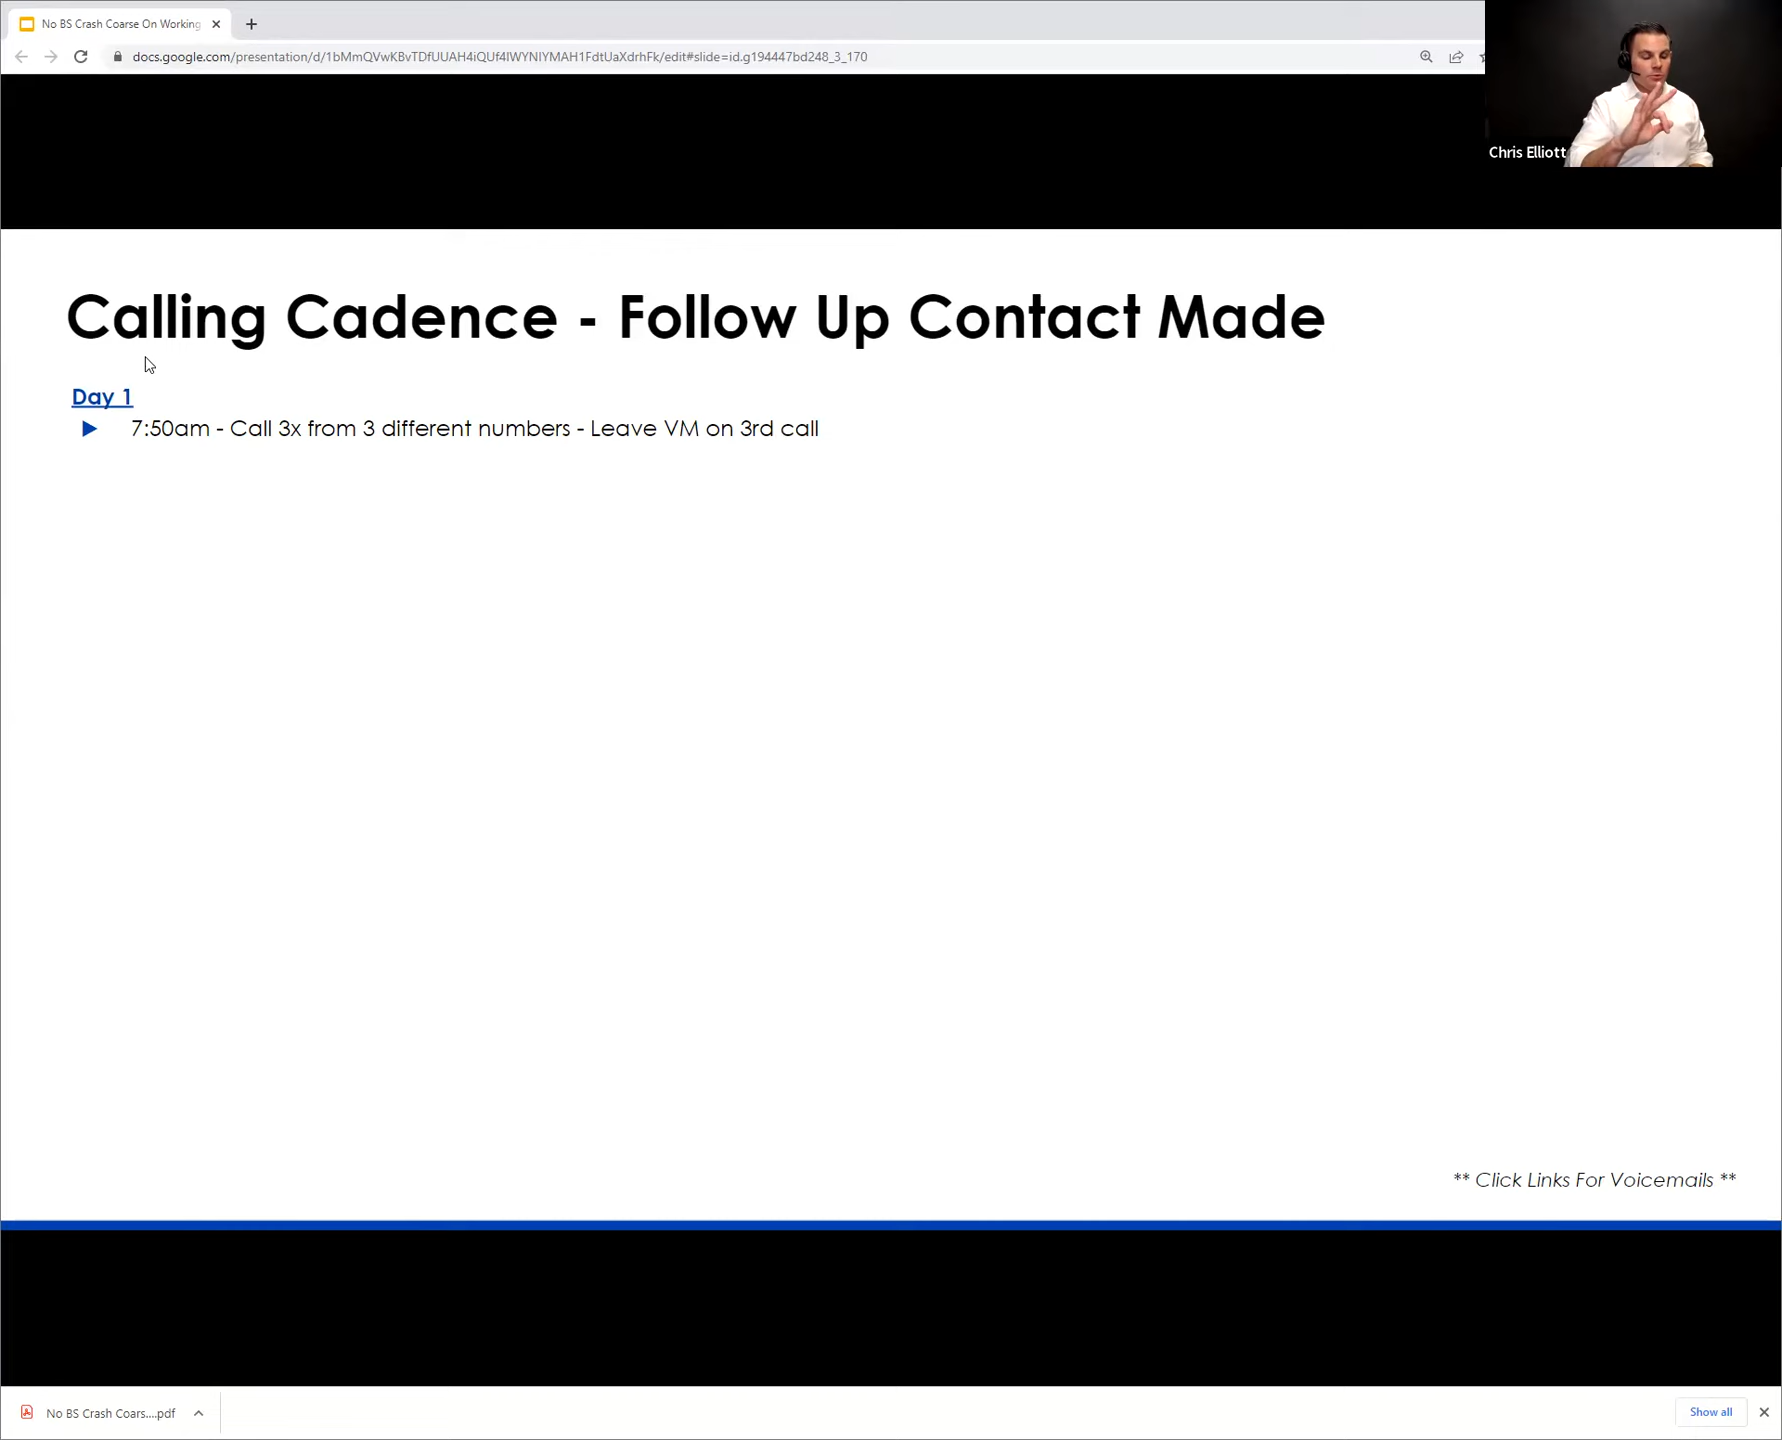 No BS Crash Coarse On Working
docs.google.com/presentation/d/1bMmQVwKBvTDfUUAH4iQUf4IWYNIYMAH1FdtUaXdrhFk/edit#slide=id.g194447bd248_3_170
Chris Elliott
Calling Cadence - Follow Up Contact Made
Day 1
7:50am - Call 3x from 3 different numbers - Leave VM on 3rd call
** Click Links For Voicemails **
No BS Crash Coars....pdf
Show all